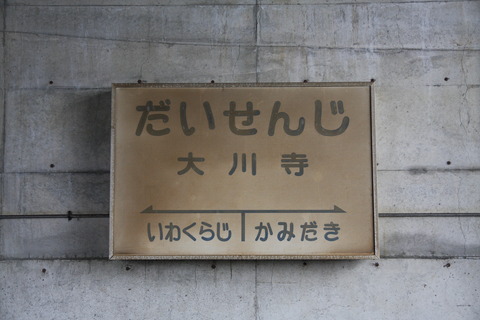 だいせんじ
大川寺
いわくらじ かみだき